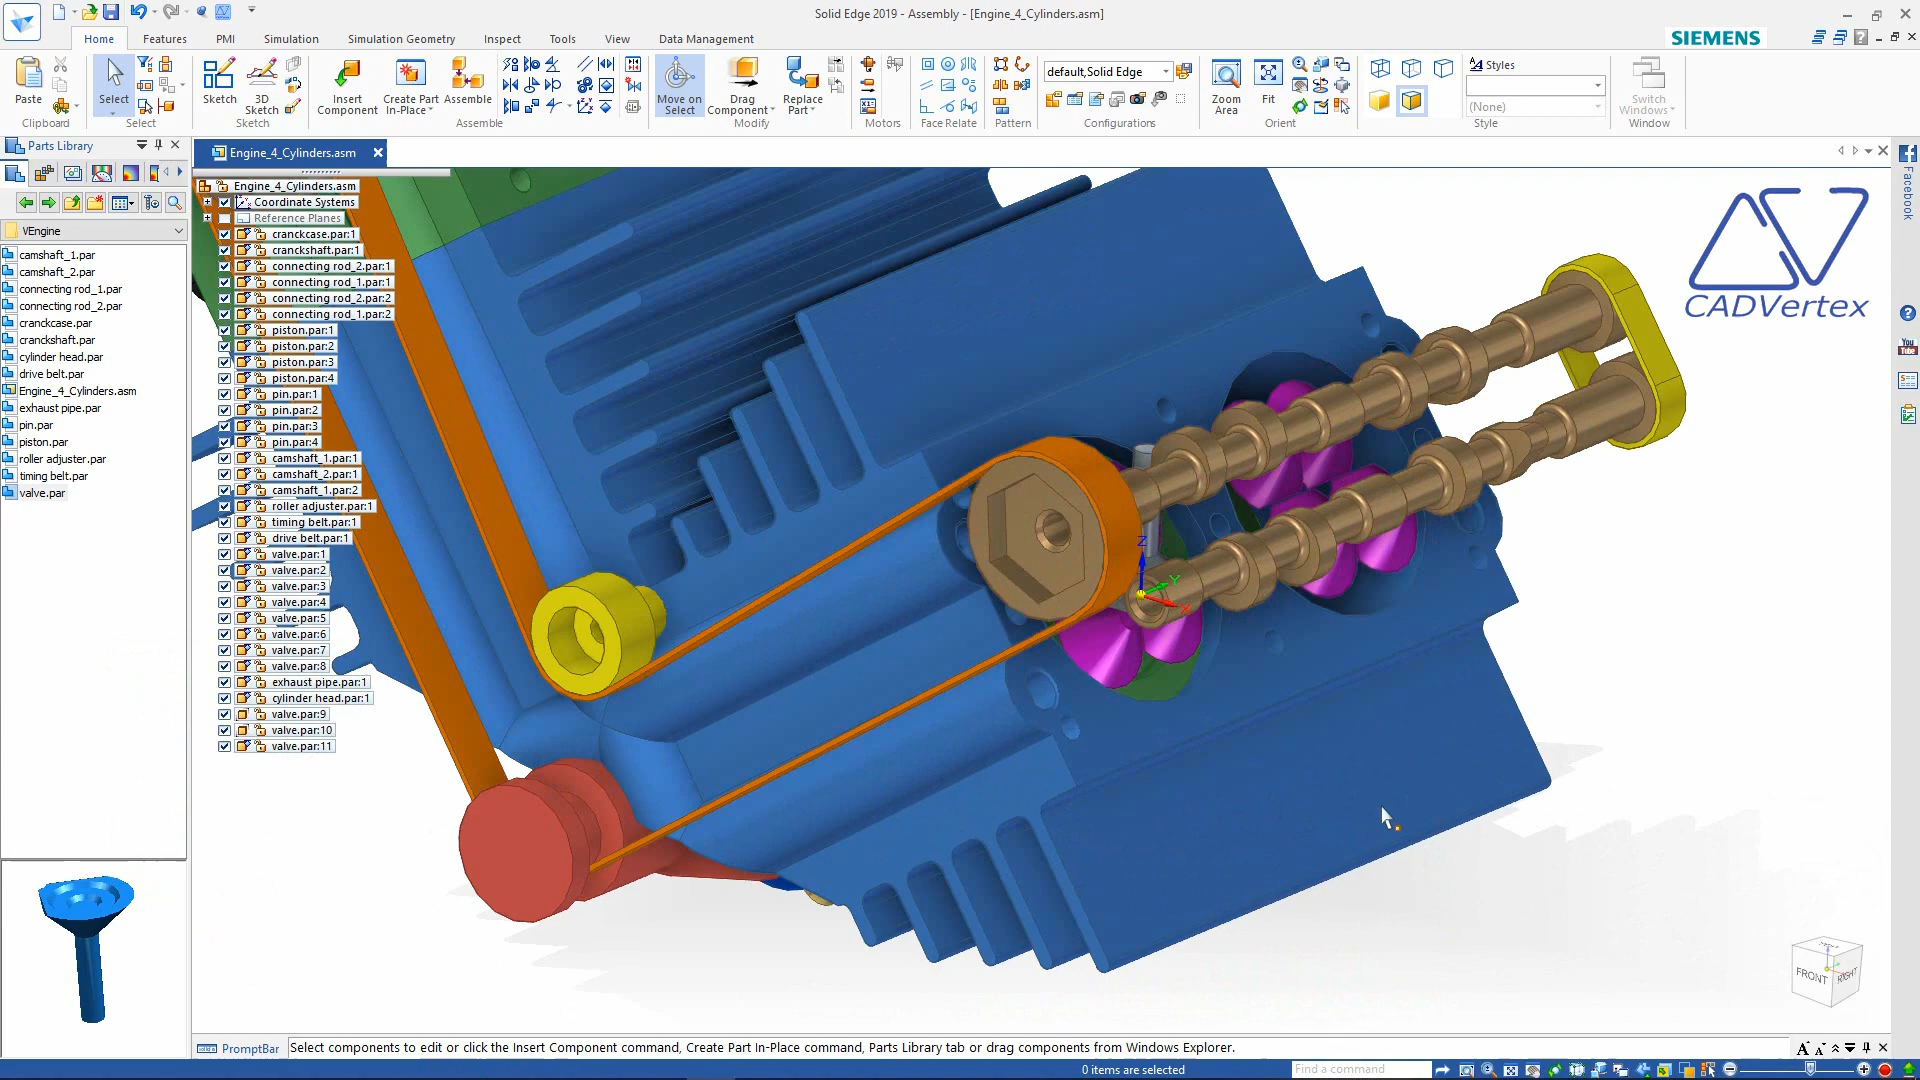 Solid Edge 2019 - Assembly - [Engine_4_Cylinders.asm]
Home Features PMI Simulation Simulation Geometry Inspect Tools View Data Management
SIEMENS
Paste
Clipboard
Select
Select
Sketch
3D Sketch
Sketch
Insert Component
Create Part In-Place
Assemble
Assemble
Move on Select
Drag Component
Replace Part
Modify
Motors
Face Relate
Pattern
default,Solid Edge
Configurations
Zoom Area
Fit
Orient
Styles
(None)
Style
Switch Windows
Window
Parts Library
VEngine
camshaft_1.par
camshaft_2.par
connecting rod_1.par
connecting rod_2.par
cranckcase.par
cranckshaft.par
cylinder head.par
drive belt.par
Engine_4_Cylinders.asm
exhaust pipe.par
pin.par
piston.par
roller adjuster.par
timing belt.par
valve.par
Engine_4_Cylinders.asm
Engine_4_Cylinders.asm
Coordinate Systems
Reference Planes
cranckcase.par:1
cranckshaft.par:1
connecting rod_2.par:1
connecting rod_1.par:1
connecting rod_2.par:2
connecting rod_1.par:2
piston.par:1
piston.par:2
piston.par:3
piston.par:4
pin.par:1
pin.par:2
pin.par:3
pin.par:4
camshaft_1.par:1
camshaft_2.par:1
camshaft_1.par:2
roller adjuster.par:1
timing belt.par:1
drive belt.par:1
valve.par:1
valve.par:2
valve.par:3
valve.par:4
valve.par:5
valve.par:6
valve.par:7
valve.par:8
exhaust pipe.par:1
cylinder head.par:1
valve.par:9
valve.par:10
valve.par:11
CADVertex
Facebook
You Tube
Z
Y
X
FRONT
RIGHT
PromptBar
Select components to edit or click the Insert Component command, Create Part In-Place command, Parts Library tab or drag components from Windows Explorer.
0 items are selected
Find a command